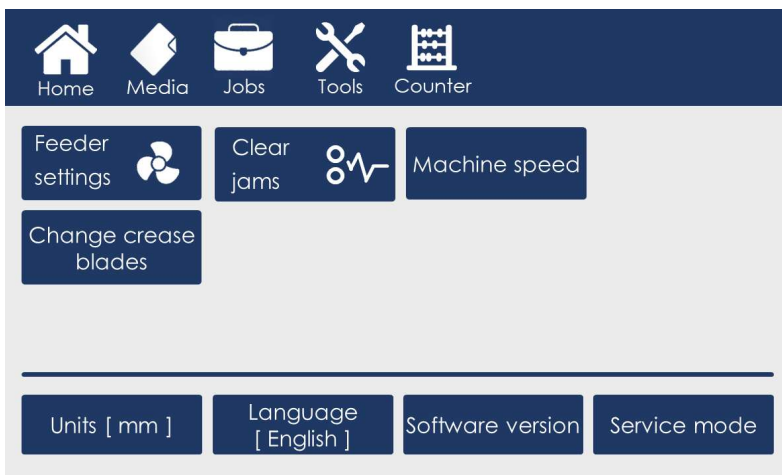 Home Media Jobs Tools Counter
Feeder
settings
Clear
jams
Machine speed
Change crease
blades
Units [ mm ]
Language
[ English ]
Software version
Service mode